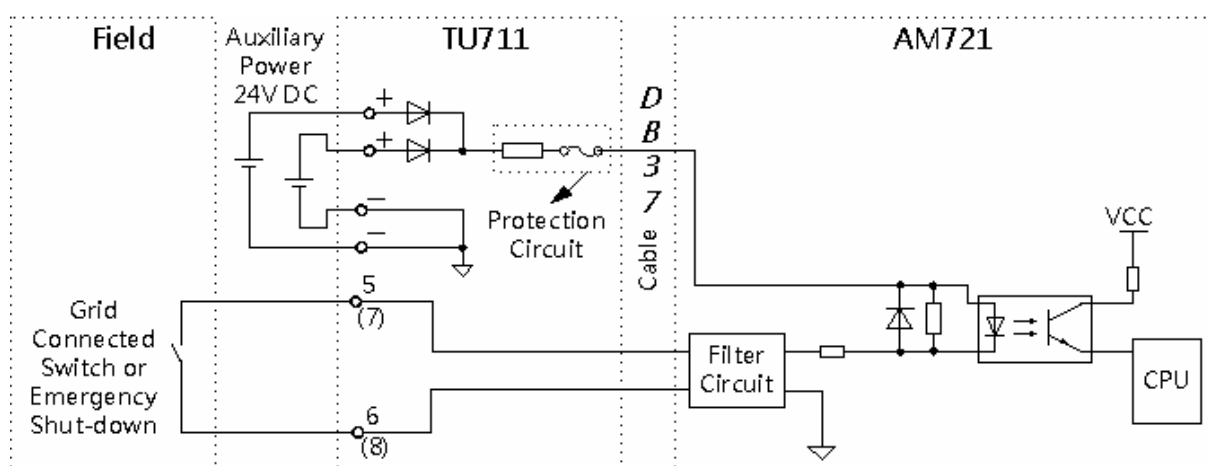 Field
Auxiliary
Power
24V DC
TU711
AM721
+
+
−
−
Protection
Circuit
D
B
3
7
Cable
VCC
Grid
Connected
Switch or
Emergency
Shut-down
5
(7)
6
(8)
Filter
Circuit
CPU